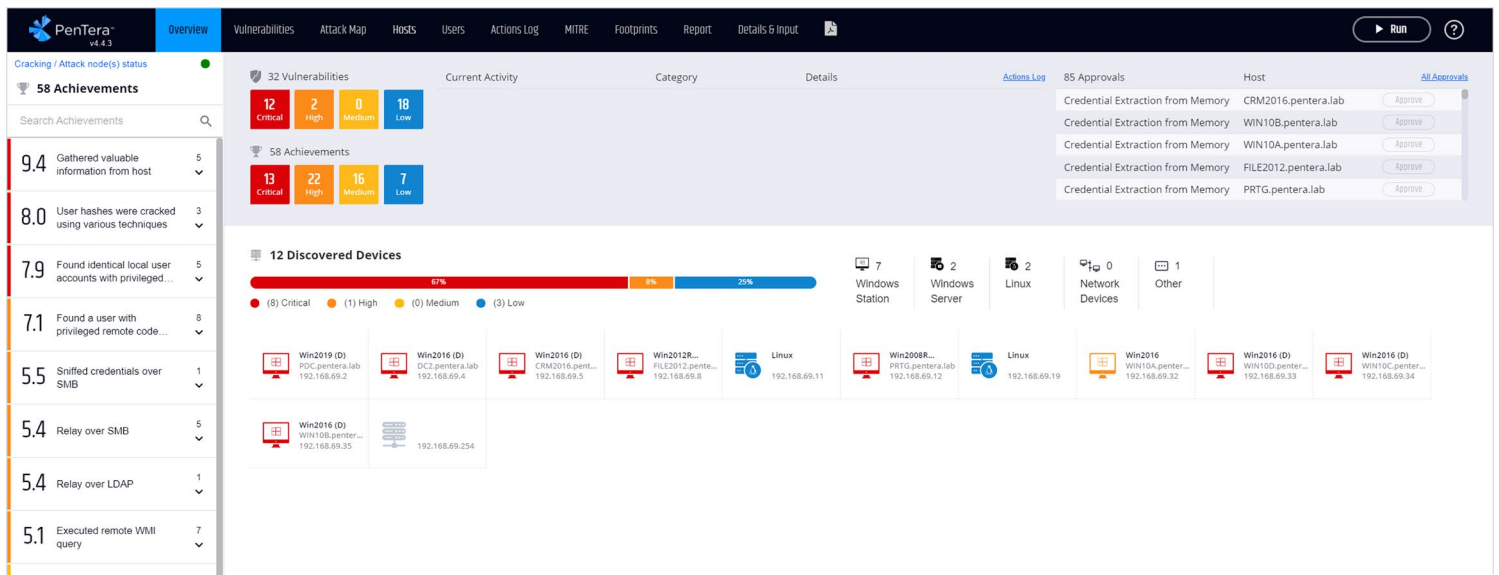 PenTera™
v4.4.3
Overview
Vulnerabilities
Attack Map
Hosts
Users
Actions Log
MITRE
Footprints
Report
Details & Input
Run
?
Cracking / Attack node(s) status
58 Achievements
Search Achievements
9.4
Gathered valuable
information from host
5
8.0
User hashes were cracked
using various techniques
3
7.9
Found identical local user
accounts with privileged...
5
7.1
Found a user with
privileged remote code...
8
5.5
Sniffed credentials over
SMB
1
5.4
Relay over SMB
5
5.4
Relay over LDAP
1
5.1
Executed remote WMI
query
7
32 Vulnerabilities
12
Critical
2
High
0
Medium
18
Low
58 Achievements
13
Critical
22
High
16
Medium
7
Low
Current Activity
Category
Details
Actions Log
85 Approvals
Host
All Approvals
Credential Extraction from Memory CRM2016.pentera.lab Approve
Credential Extraction from Memory WIN10B.pentera.lab Approve
Credential Extraction from Memory WIN10A.pentera.lab Approve
Credential Extraction from Memory FILE2012.pentera.lab Approve
Credential Extraction from Memory PRTG.pentera.lab Approve
12 Discovered Devices
67%
8%
25%
(8) Critical
(1) High
(0) Medium
(3) Low
7
Windows
Station
2
Windows
Server
2
Linux
0
Network
Devices
1
Other
Win2019 (D)
PDC.pentera.lab
192.168.69.2
Win2016 (D)
DC2.pentera.lab
192.168.69.4
Win2016 (D)
CRM2016.pent...
192.168.69.5
Win2012R...
FILE2012.pente...
192.168.69.8
Linux
192.168.69.11
Win2008R...
PRTG.pentera.lab
192.168.69.12
Linux
192.168.69.19
Win2016
WIN10A.penter...
192.168.69.32
Win2016 (D)
WIN10D.penter...
192.168.69.33
Win2016 (D)
WIN10C.penter...
192.168.69.34
Win2016 (D)
WIN10B.penter...
192.168.69.35
192.168.69.254